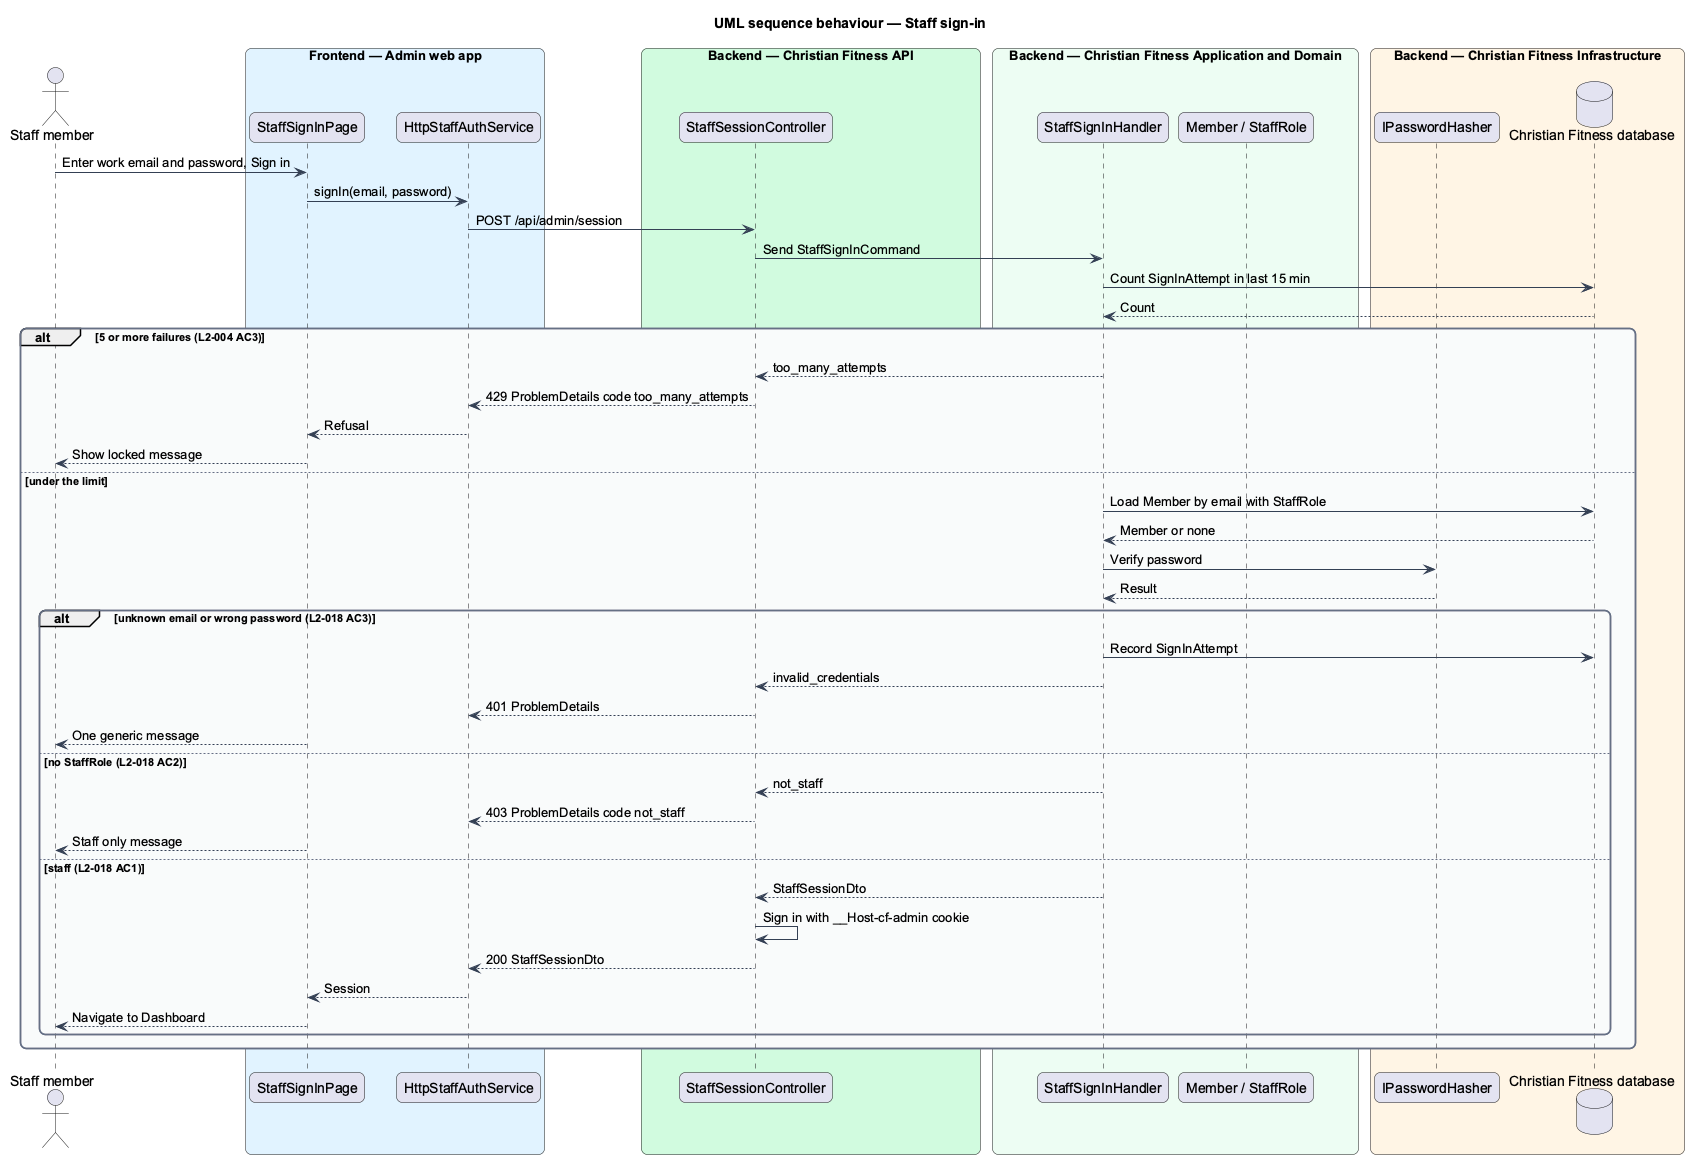 UML sequence behaviour — Staff sign-in
Frontend — Admin web app
Backend — Christian Fitness API
Backend — Christian Fitness Application and Domain
Backend — Christian Fitness Infrastructure
Staff member
StaffSignInPage
HttpStaffAuthService
StaffSessionController
StaffSignInHandler
Member / StaffRole
IPasswordHasher
Christian Fitness database
Enter work email and password, Sign in
signIn(email, password)
POST /api/admin/session
Send StaffSignInCommand
Count SignInAttempt in last 15 min
Count
alt [5 or more failures (L2-004 AC3)]
too_many_attempts
429 ProblemDetails code too_many_attempts
Refusal
Show locked message
[under the limit]
Load Member by email with StaffRole
Member or none
Verify password
Result
alt [unknown email or wrong password (L2-018 AC3)]
Record SignInAttempt
invalid_credentials
401 ProblemDetails
One generic message
[no StaffRole (L2-018 AC2)]
not_staff
403 ProblemDetails code not_staff
Staff only message
[staff (L2-018 AC1)]
StaffSessionDto
Sign in with __Host-cf-admin cookie
200 StaffSessionDto
Session
Navigate to Dashboard
Staff member
StaffSignInPage
HttpStaffAuthService
StaffSessionController
StaffSignInHandler
Member / StaffRole
IPasswordHasher
Christian Fitness database